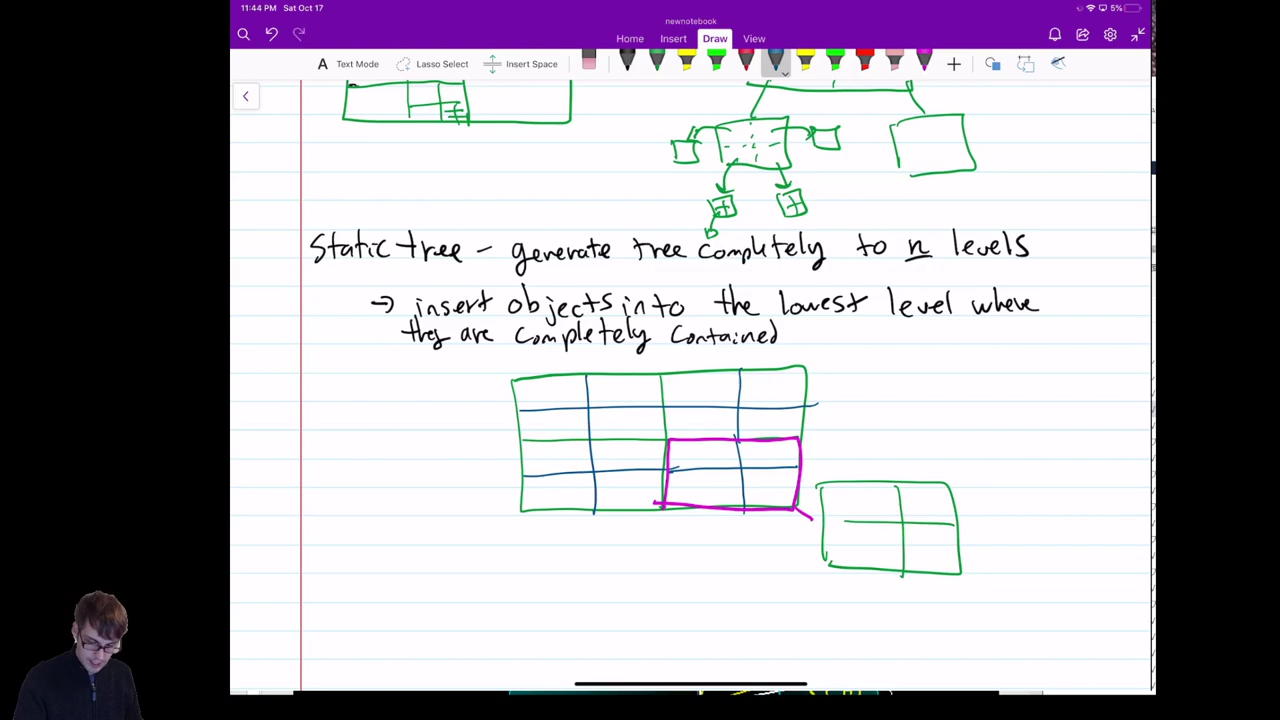 11:44 PM Sat Oct 17
5%
newnotebook
Home Insert Draw View
Text Mode Lasso Select Insert Space
Static tree - generate tree completely to n levels
→ insert objects into the lowest level where
they are completely contained